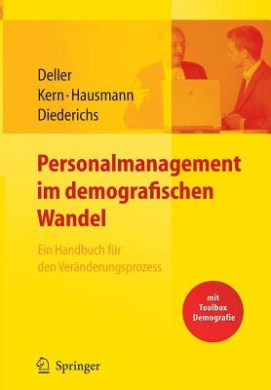 Deller
Kern · Hausmann
Diederichs
Personalmanagement
im demografischen
Wandel
Ein Handbuch für
den Veränderungsprozess
mit
Toolbox
Demografie
Springer